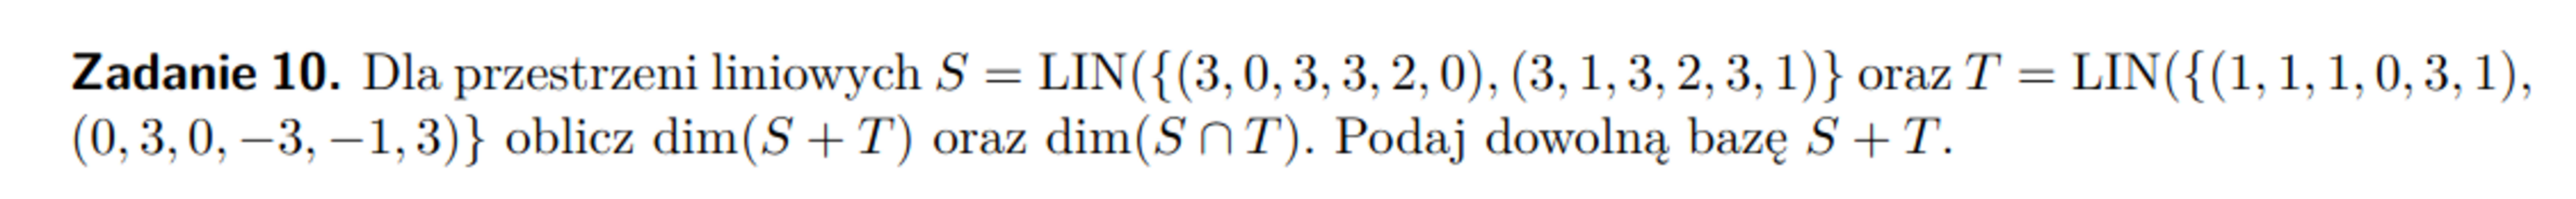 Zadanie 10. Dla przestrzeni liniowych S = LIN({(3, 0, 3, 3, 2, 0), (3, 1, 3, 2, 3, 1)} oraz T = LIN({(1, 1, 1, 0, 3, 1),
(0, 3, 0, −3, −1, 3)} oblicz dim(S + T) oraz dim(S ∩ T). Podaj dowolną bazę S + T.